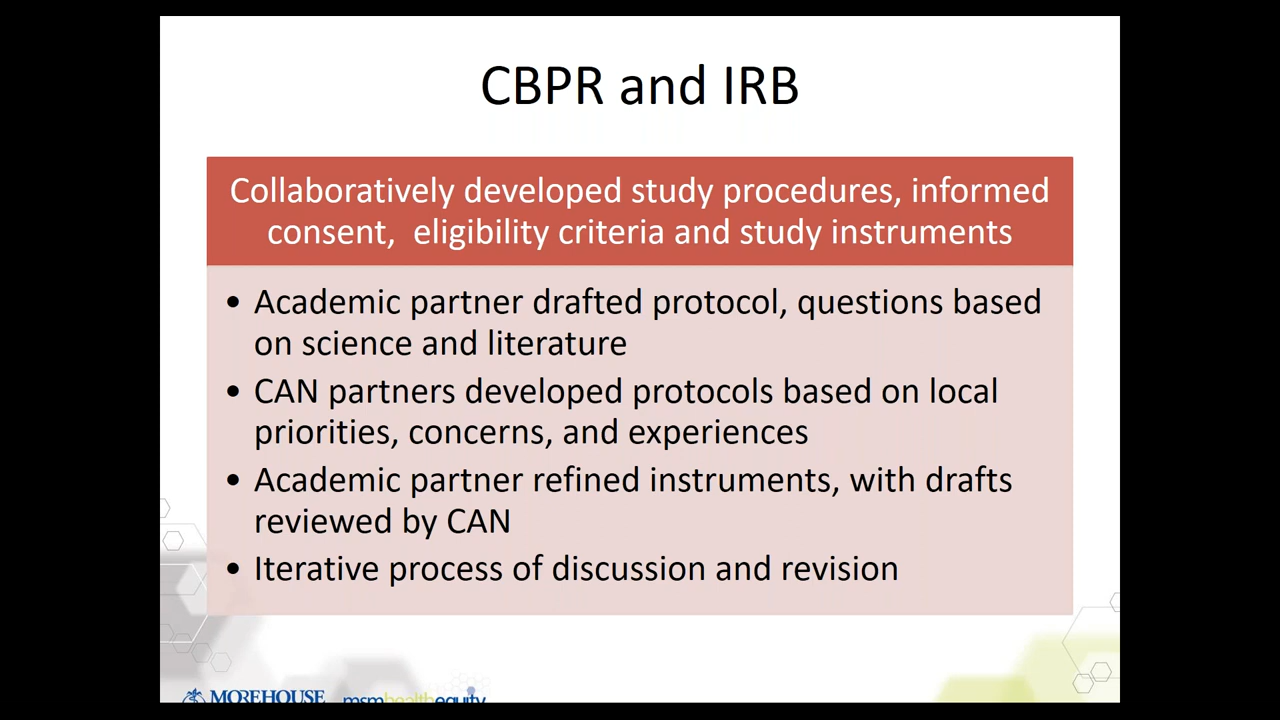 CBPR and IRB
Collaboratively developed study procedures, informed
consent,  eligibility criteria and study instruments
• Academic partner drafted protocol, questions based
on science and literature
• CAN partners developed protocols based on local
priorities, concerns, and experiences
• Academic partner refined instruments, with drafts
reviewed by CAN
• Iterative process of discussion and revision
MOREHOUSE
msmhealthequity